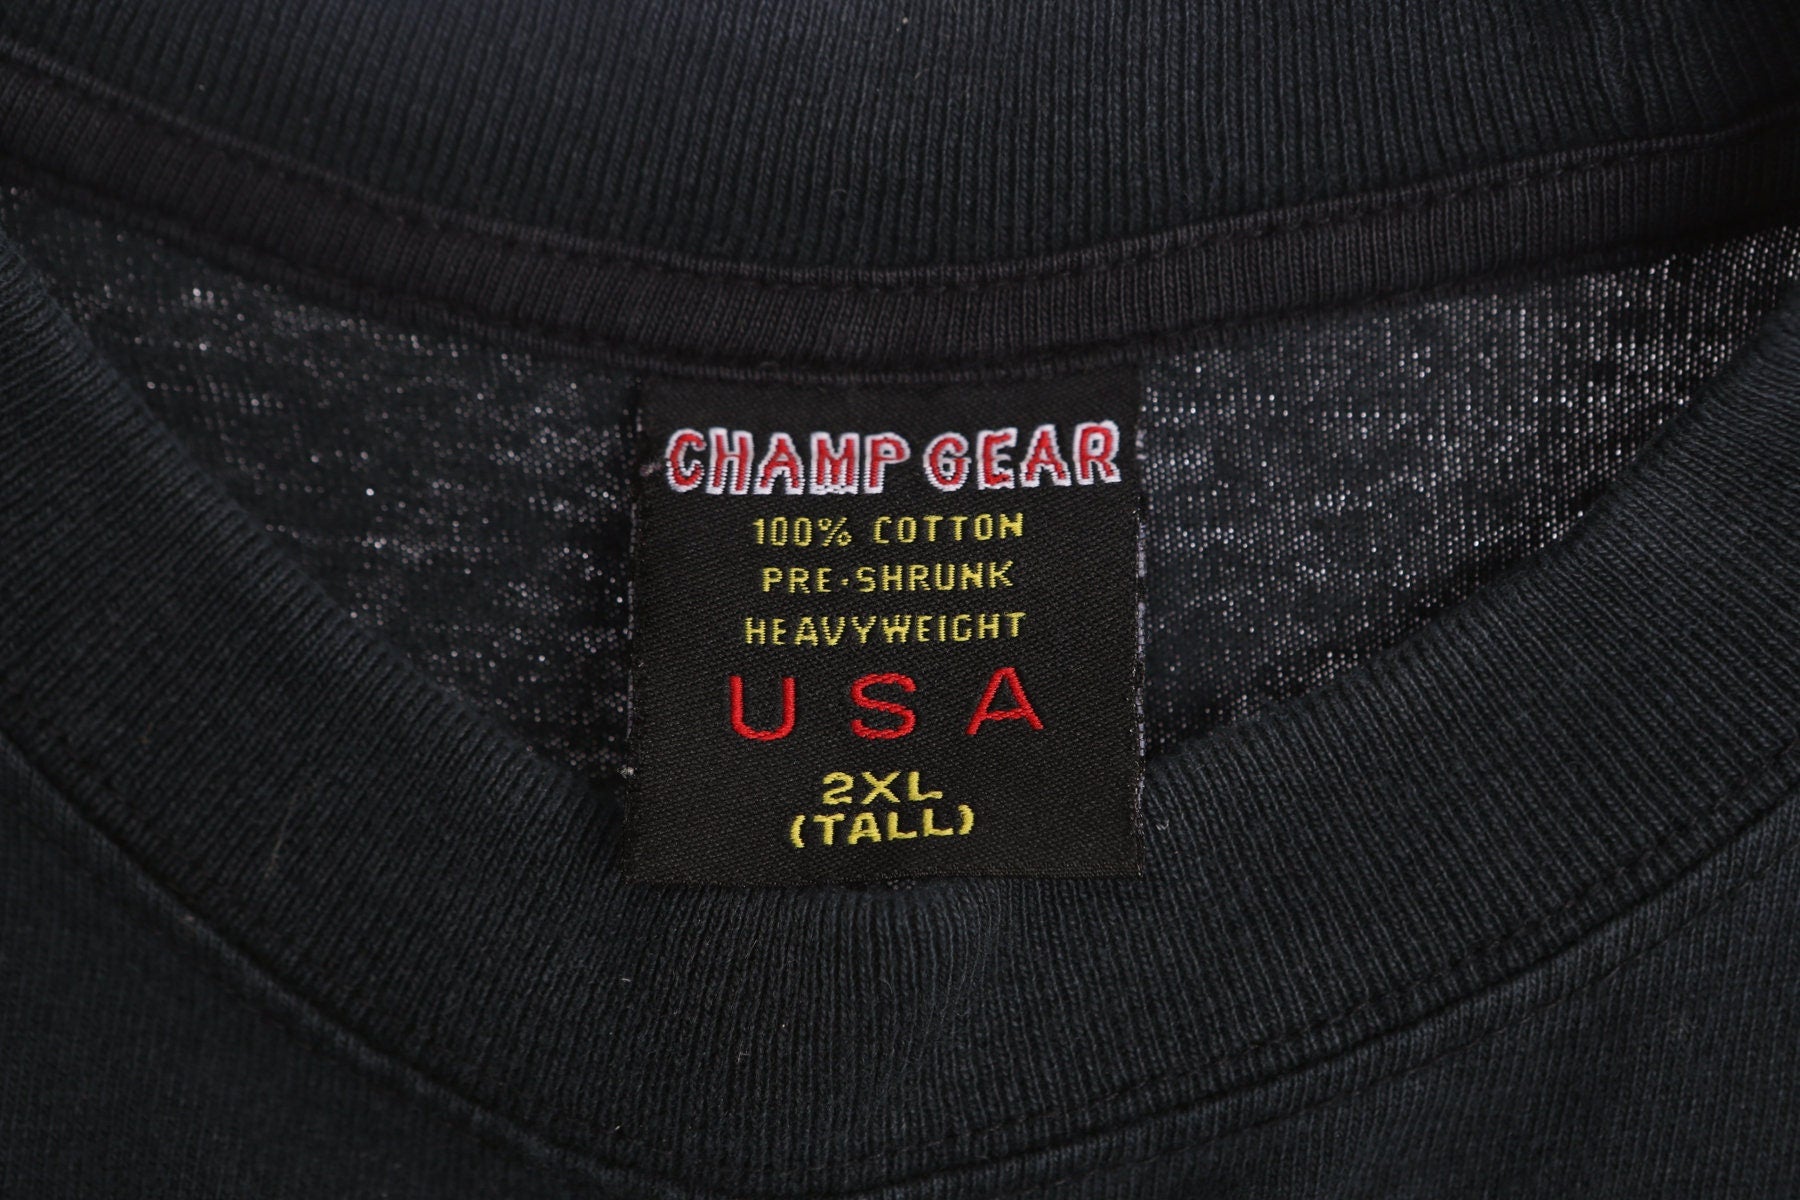 CHAMP GEAR
100% COTTON
PRE-SHRUNK
HEAVYWEIGHT
USA
2XL
(TALL)